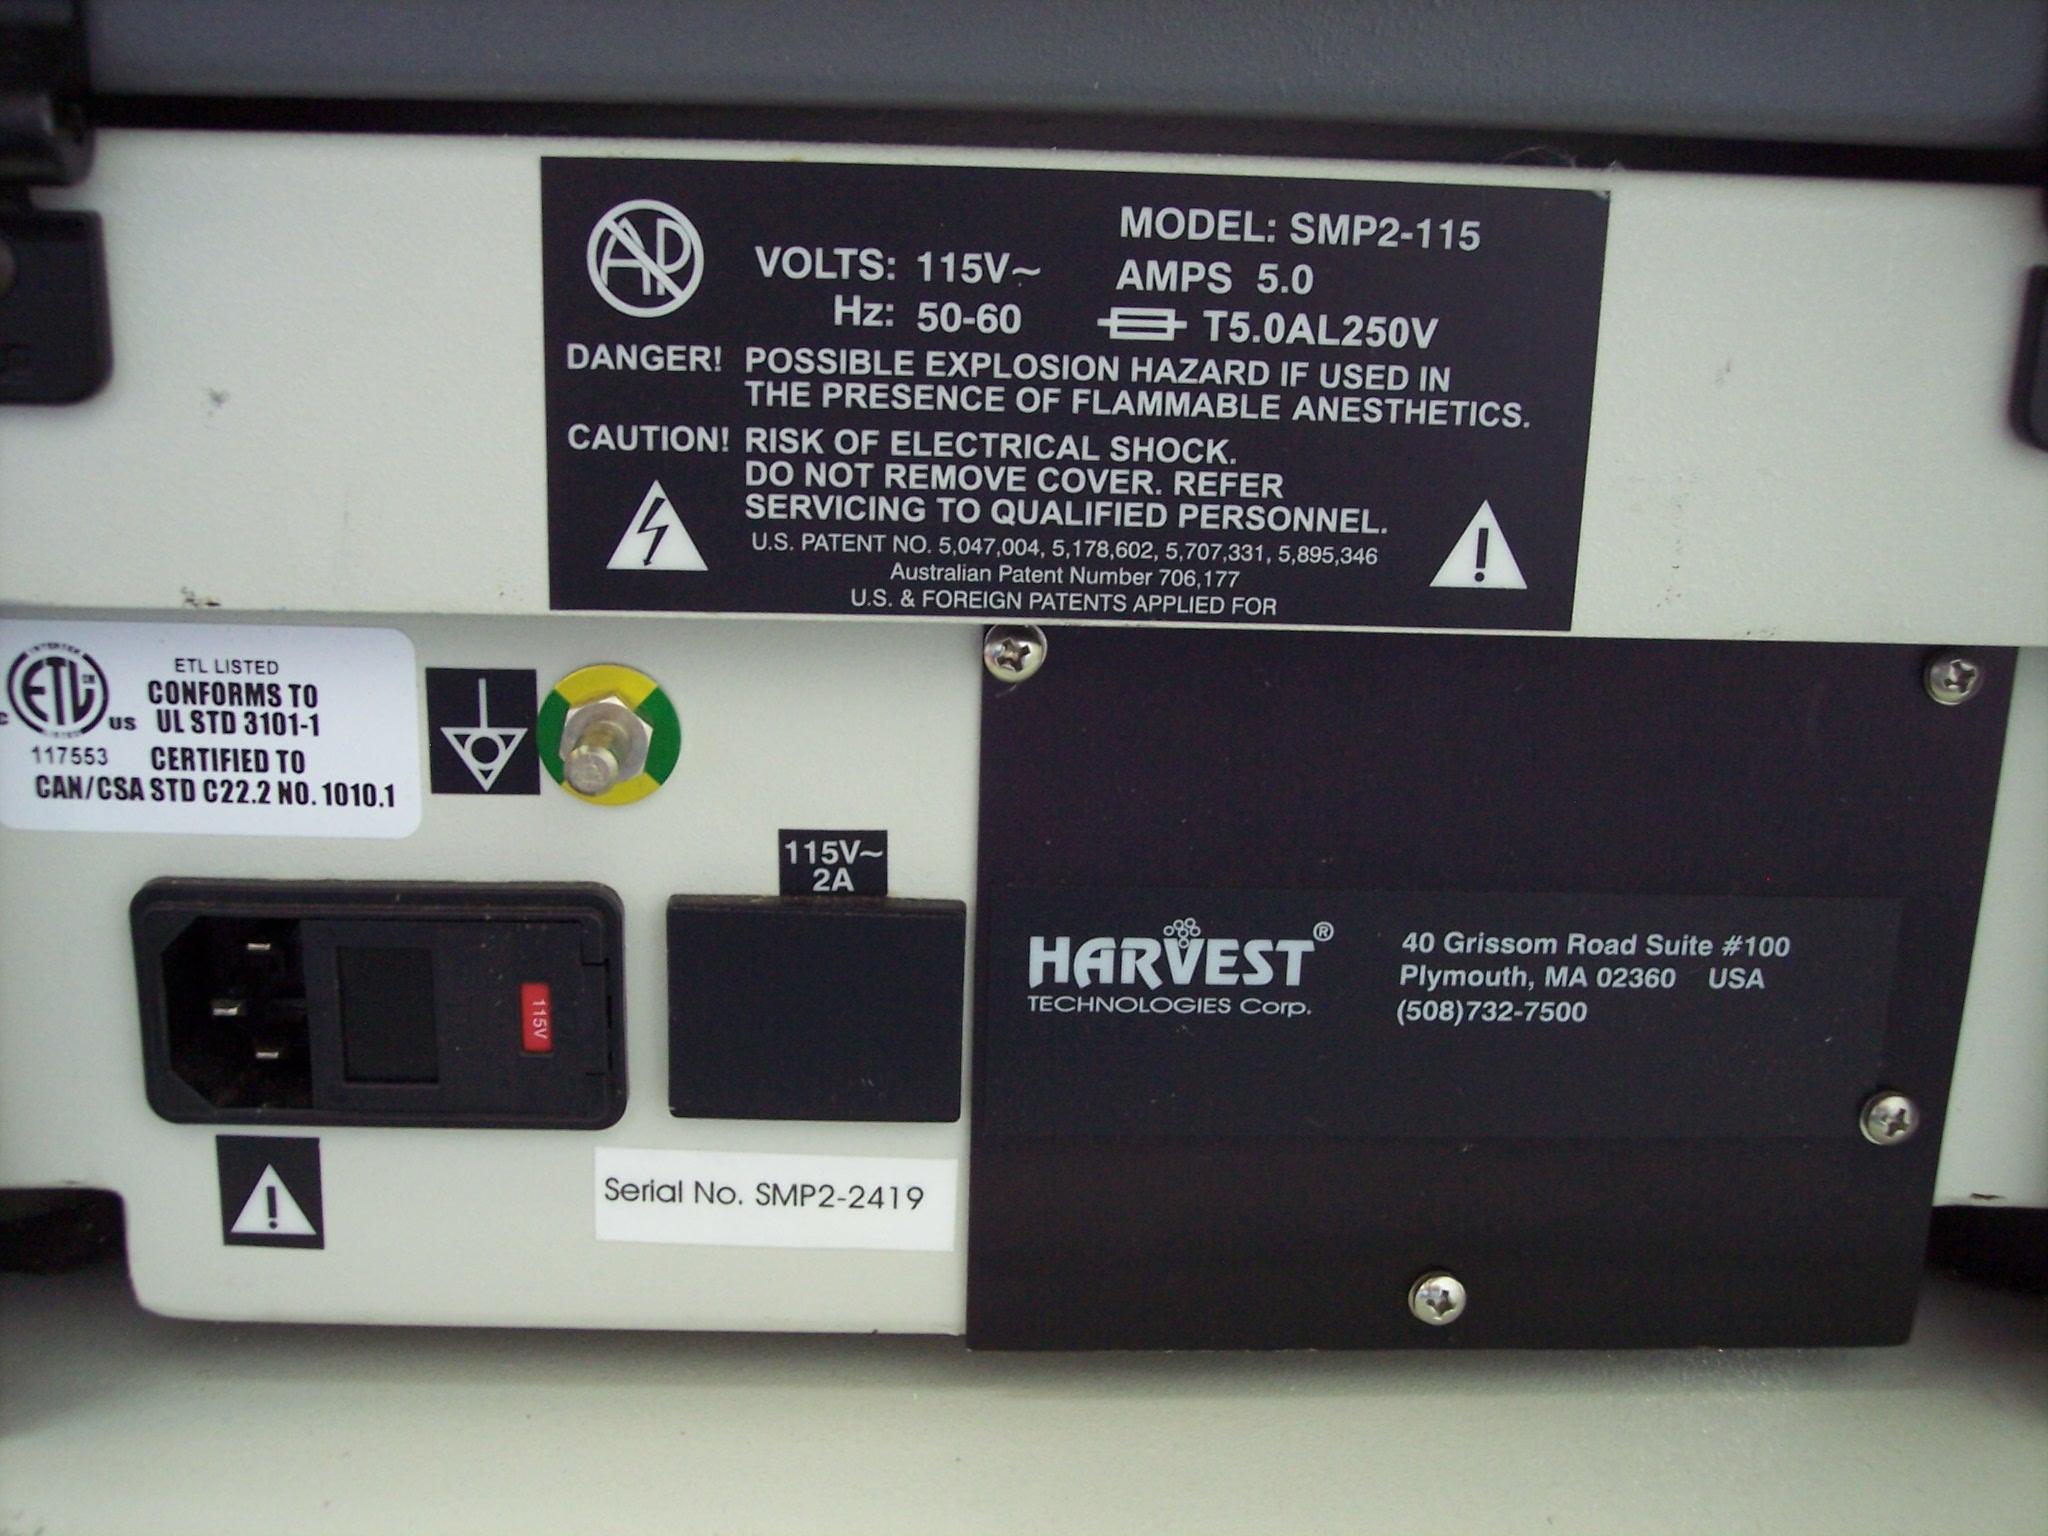 AP
MODEL: SMP2-115
VOLTS: 115V~
AMPS 5.0
Hz: 50-60
T5.0AL250V
DANGER! POSSIBLE EXPLOSION HAZARD IF USED IN
THE PRESENCE OF FLAMMABLE ANESTHETICS.
CAUTION! RISK OF ELECTRICAL SHOCK.
DO NOT REMOVE COVER. REFER
SERVICING TO QUALIFIED PERSONNEL.
!
U.S. PATENT NO. 5,047,004, 5,178,602, 5,707,331, 5,895,346
Australian Patent Number 706,177
U.S. & FOREIGN PATENTS APPLIED FOR
INTERTEK
ETL CM
LISTED
C US
117553
ETL LISTED
CONFORMS TO
UL STD 3101-1
CERTIFIED TO
CAN/CSA STD C22.2 NO. 1010.1
115V~
2A
115V
HARVEST®
TECHNOLOGIES Corp.
40 Grissom Road Suite #100
Plymouth, MA 02360 USA
(508)732-7500
!
Serial No. SMP2-2419